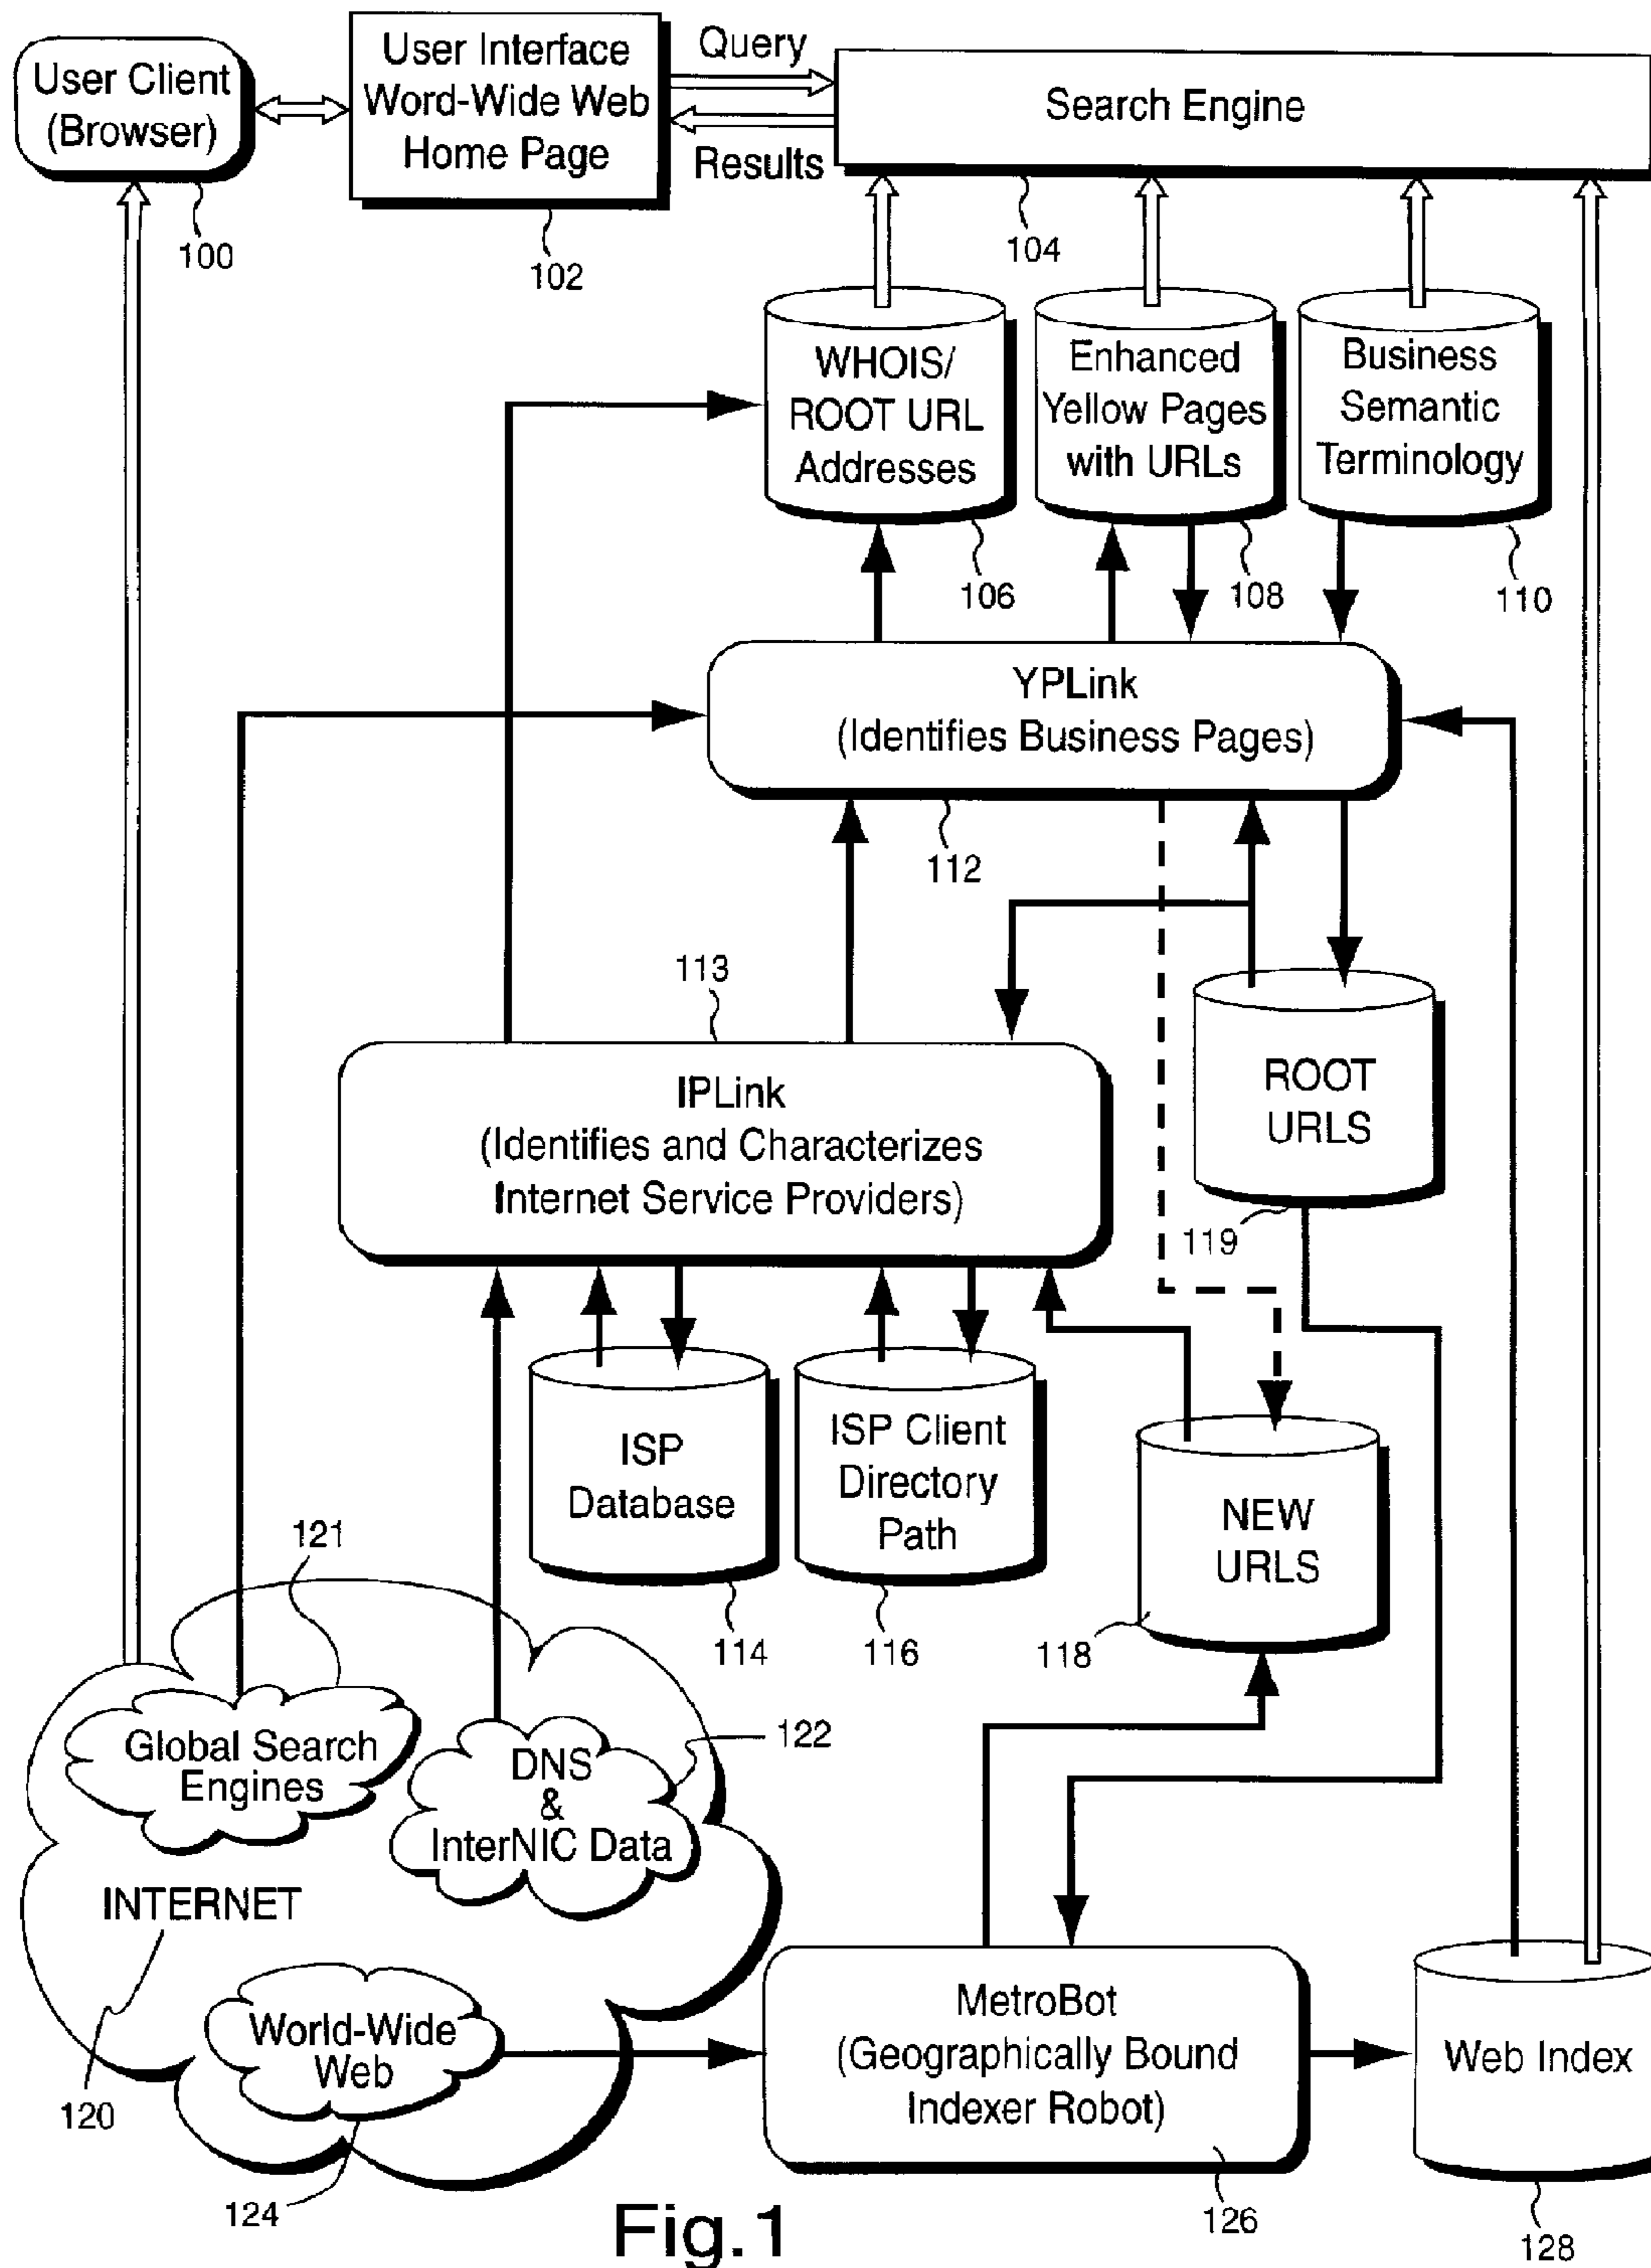 User Client
(Browser)
100
User Interface
Word-Wide Web
Home Page
102
Query
Results
Search Engine
104
WHOIS/
ROOT URL
Addresses
106
Enhanced
Yellow Pages
with URLs
108
Business
Semantic
Terminology
110
YPLink
(Identifies Business Pages)
112
113
IPLink
(Identifies and Characterizes
Internet Service Providers)
ROOT
URLS
119
ISP
Database
114
ISP Client
Directory
Path
116
NEW
URLS
118
121
Global Search
Engines
DNS
&
InterNIC Data
122
INTERNET
120
World-Wide
Web
124
MetroBot
(Geographically Bound
Indexer Robot)
126
Web Index
128
Fig.1